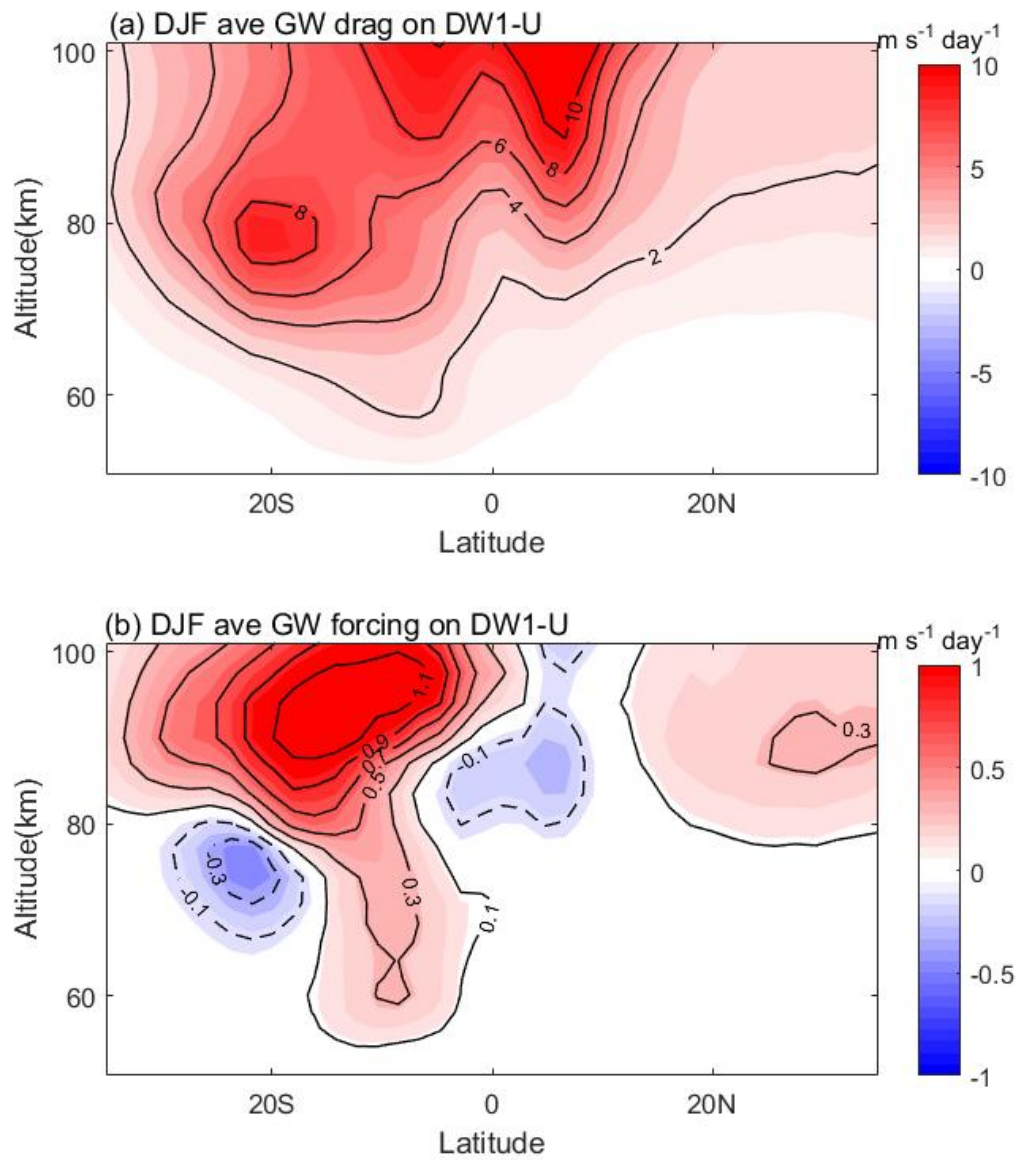 (a) DJF ave GW drag on DW1-U
m s-1 day-1
100
80
60
Altitude(km)
20S
0
20N
Latitude
10
5
0
-5
-10
8
6
4
8
10
2
(b) DJF ave GW forcing on DW1-U
m s-1 day-1
100
80
60
Altitude(km)
20S
0
20N
Latitude
1
0.5
0
-0.5
-1
1.1
0.9
0.7
0.5
0.3
0.1
-0.1
-0.3
-0.1
0.3